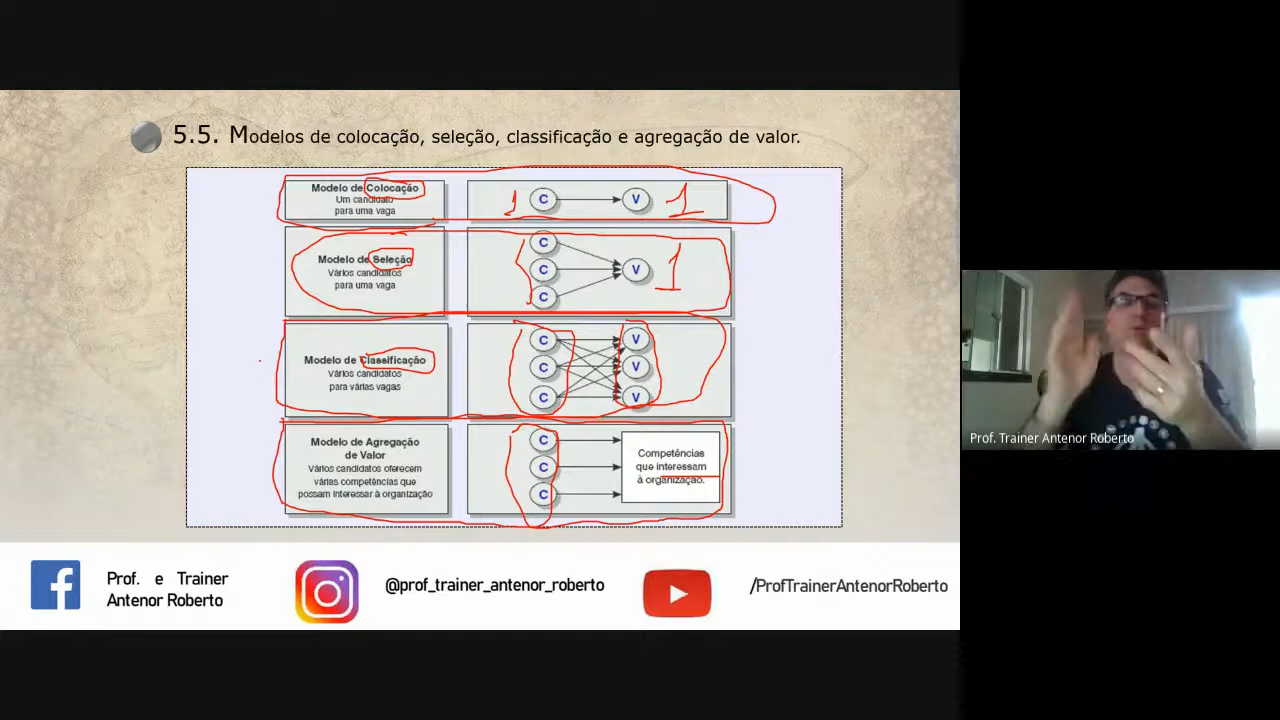 5.5. Modelos de colocação, seleção, classificação e agregação de valor.
Modelo de Colocação
Um candidato
para uma vaga
1 C V 1
Modelo de Seleção
Vários candidatos
para uma vaga
C
C V 1
C
Modelo de Classificação
Vários candidatos
para várias vagas
C V
C V
C V
Modelo de Agregação
de Valor
Vários candidatos oferecem
várias competências que
possam interessar à organização
C
C
C
Competências
que interessam
à organização.
Prof. Trainer Antenor Roberto
Prof. e Trainer
Antenor Roberto
@prof_trainer_antenor_roberto
/ProfTrainerAntenorRoberto